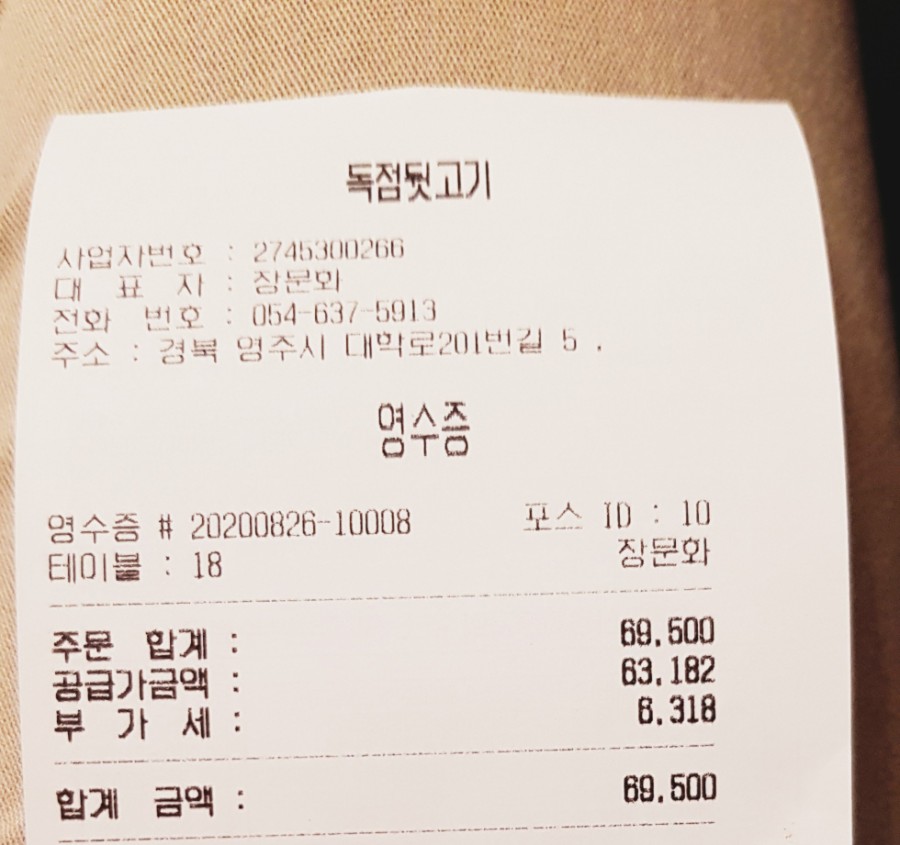 독점뒷고기
사업자번호 : 2745300266
대 표 자 : 장문화
전화 번호 : 054-637-5913
주소 : 경북 영주시 대학로201번길 5 .
영수증
영수증 # 20200826-10008 포스 ID : 10
테이블 : 18 장문화
주문 합계 : 69.500
공급가금액 : 63.182
부 가 세 : 6.318
합계 금액 : 69.500